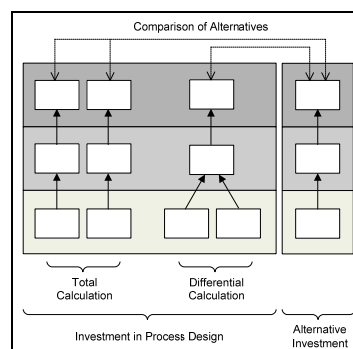 Comparison of Alternatives
Total
Calculation
Differential
Calculation
Investment in Process Design
Alternative
Investment